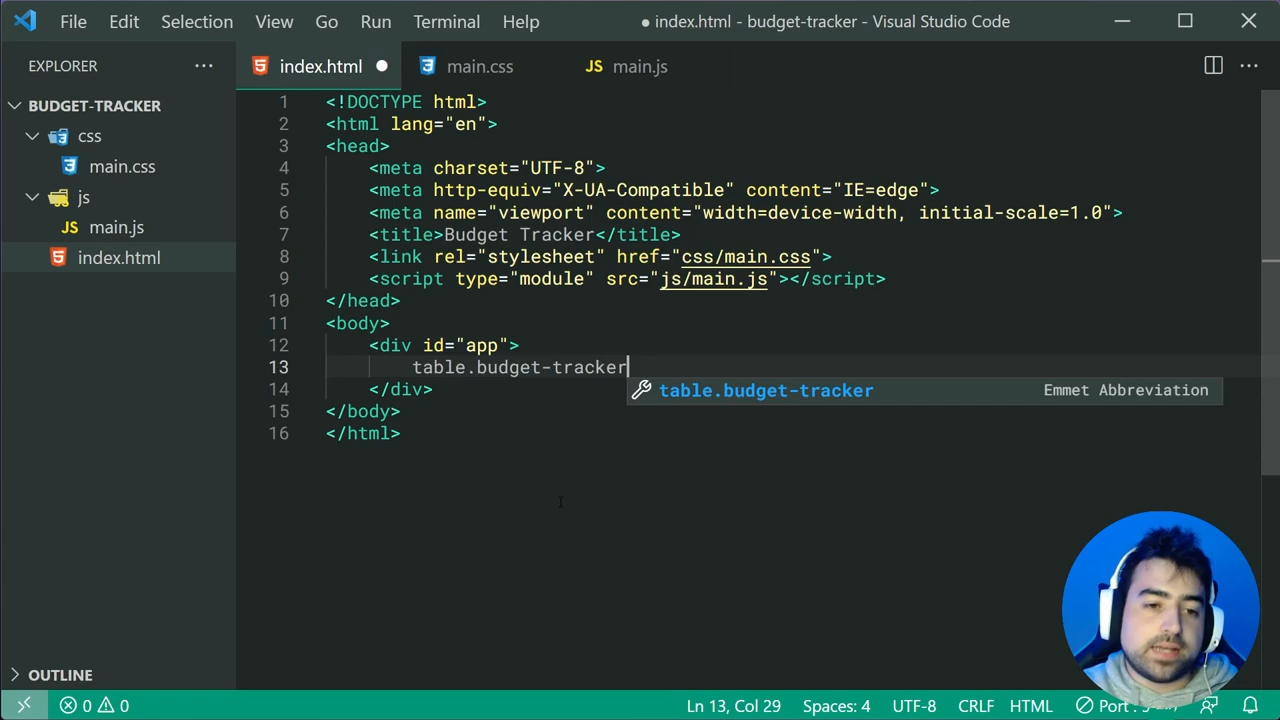 File Edit Selection View Go Run Terminal Help ● index.html - budget-tracker - Visual Studio Code
EXPLORER ···
index.html ● main.css JS main.js ···
BUDGET-TRACKER
css
main.css
js
JS main.js
index.html
1 <!DOCTYPE html>
2 <html lang="en">
3 <head>
4 <meta charset="UTF-8">
5 <meta http-equiv="X-UA-Compatible" content="IE=edge">
6 <meta name="viewport" content="width=device-width, initial-scale=1.0">
7 <title>Budget Tracker</title>
8 <link rel="stylesheet" href="css/main.css">
9 <script type="module" src="js/main.js"></script>
10 </head>
11 <body>
12 <div id="app">
13 table.budget-tracker
table.budget-tracker Emmet Abbreviation
14 </div>
15 </body>
16 </html>
OUTLINE
0 0 Ln 13, Col 29 Spaces: 4 UTF-8 CRLF HTML Port :